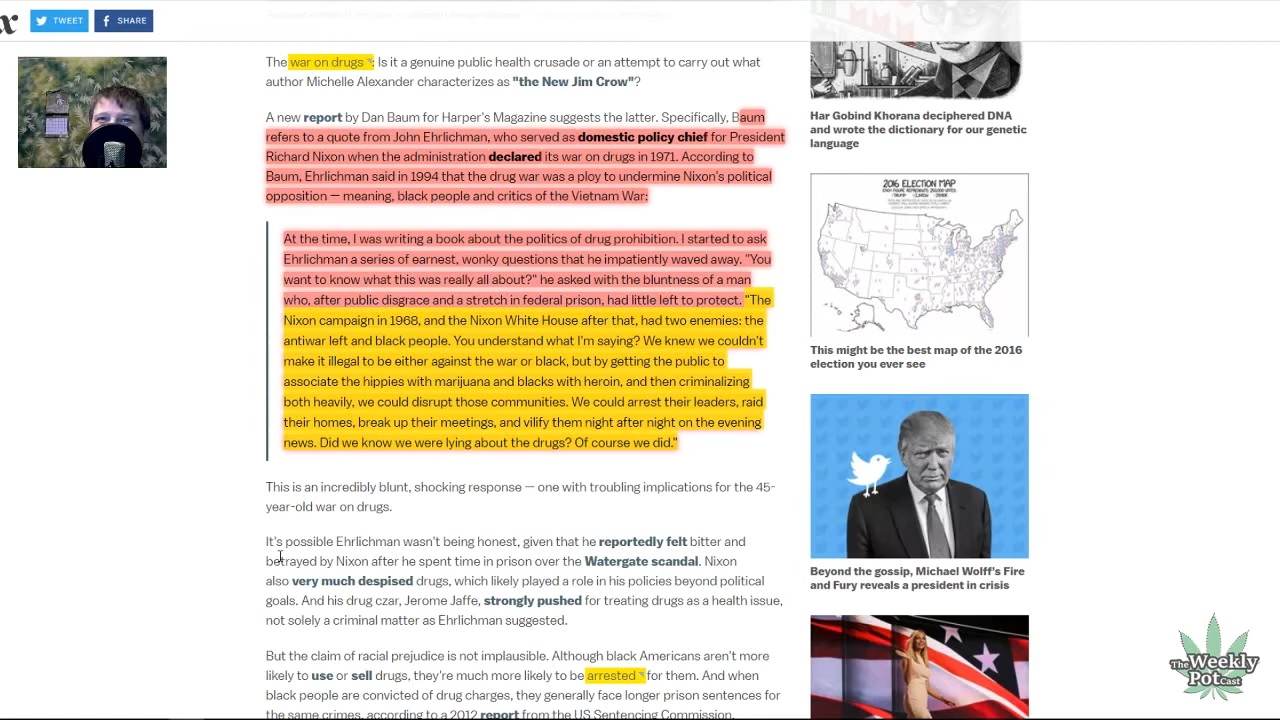 TWEET
SHARE
The war on drugs : Is it a genuine public health crusade or an attempt to carry out what
author Michelle Alexander characterizes as "the New Jim Crow"?
A new report by Dan Baum for Harper's Magazine suggests the latter. Specifically, Baum
refers to a quote from John Ehrlichman, who served as domestic policy chief for President
Richard Nixon when the administration declared its war on drugs in 1971. According to
Baum, Ehrlichman said in 1994 that the drug war was a ploy to undermine Nixon's political
opposition — meaning, black people and critics of the Vietnam War:
At the time, I was writing a book about the politics of drug prohibition. I started to ask
Ehrlichman a series of earnest, wonky questions that he impatiently waved away. "You
want to know what this was really all about?" he asked with the bluntness of a man
who, after public disgrace and a stretch in federal prison, had little left to protect. "The
Nixon campaign in 1968, and the Nixon White House after that, had two enemies: the
antiwar left and black people. You understand what I'm saying? We knew we couldn't
make it illegal to be either against the war or black, but by getting the public to
associate the hippies with marijuana and blacks with heroin, and then criminalizing
both heavily, we could disrupt those communities. We could arrest their leaders, raid
their homes, break up their meetings, and vilify them night after night on the evening
news. Did we know we were lying about the drugs? Of course we did."
This is an incredibly blunt, shocking response — one with troubling implications for the 45-
year-old war on drugs.
It's possible Ehrlichman wasn't being honest, given that he reportedly felt bitter and
betrayed by Nixon after he spent time in prison over the Watergate scandal. Nixon
also very much despised drugs, which likely played a role in his policies beyond political
goals. And his drug czar, Jerome Jaffe, strongly pushed for treating drugs as a health issue,
not solely a criminal matter as Ehrlichman suggested.
But the claim of racial prejudice is not implausible. Although black Americans aren't more
likely to use or sell drugs, they're much more likely to be arrested for them. And when
black people are convicted of drug charges, they generally face longer prison sentences for
the same crimes, according to a 2012 report from the US Sentencing Commission.
Har Gobind Khorana deciphered DNA
and wrote the dictionary for our genetic
language
2016 ELECTION MAP
This might be the best map of the 2016
election you ever see
Beyond the gossip, Michael Wolff's Fire
and Fury reveals a president in crisis
The Weekly
Potcast